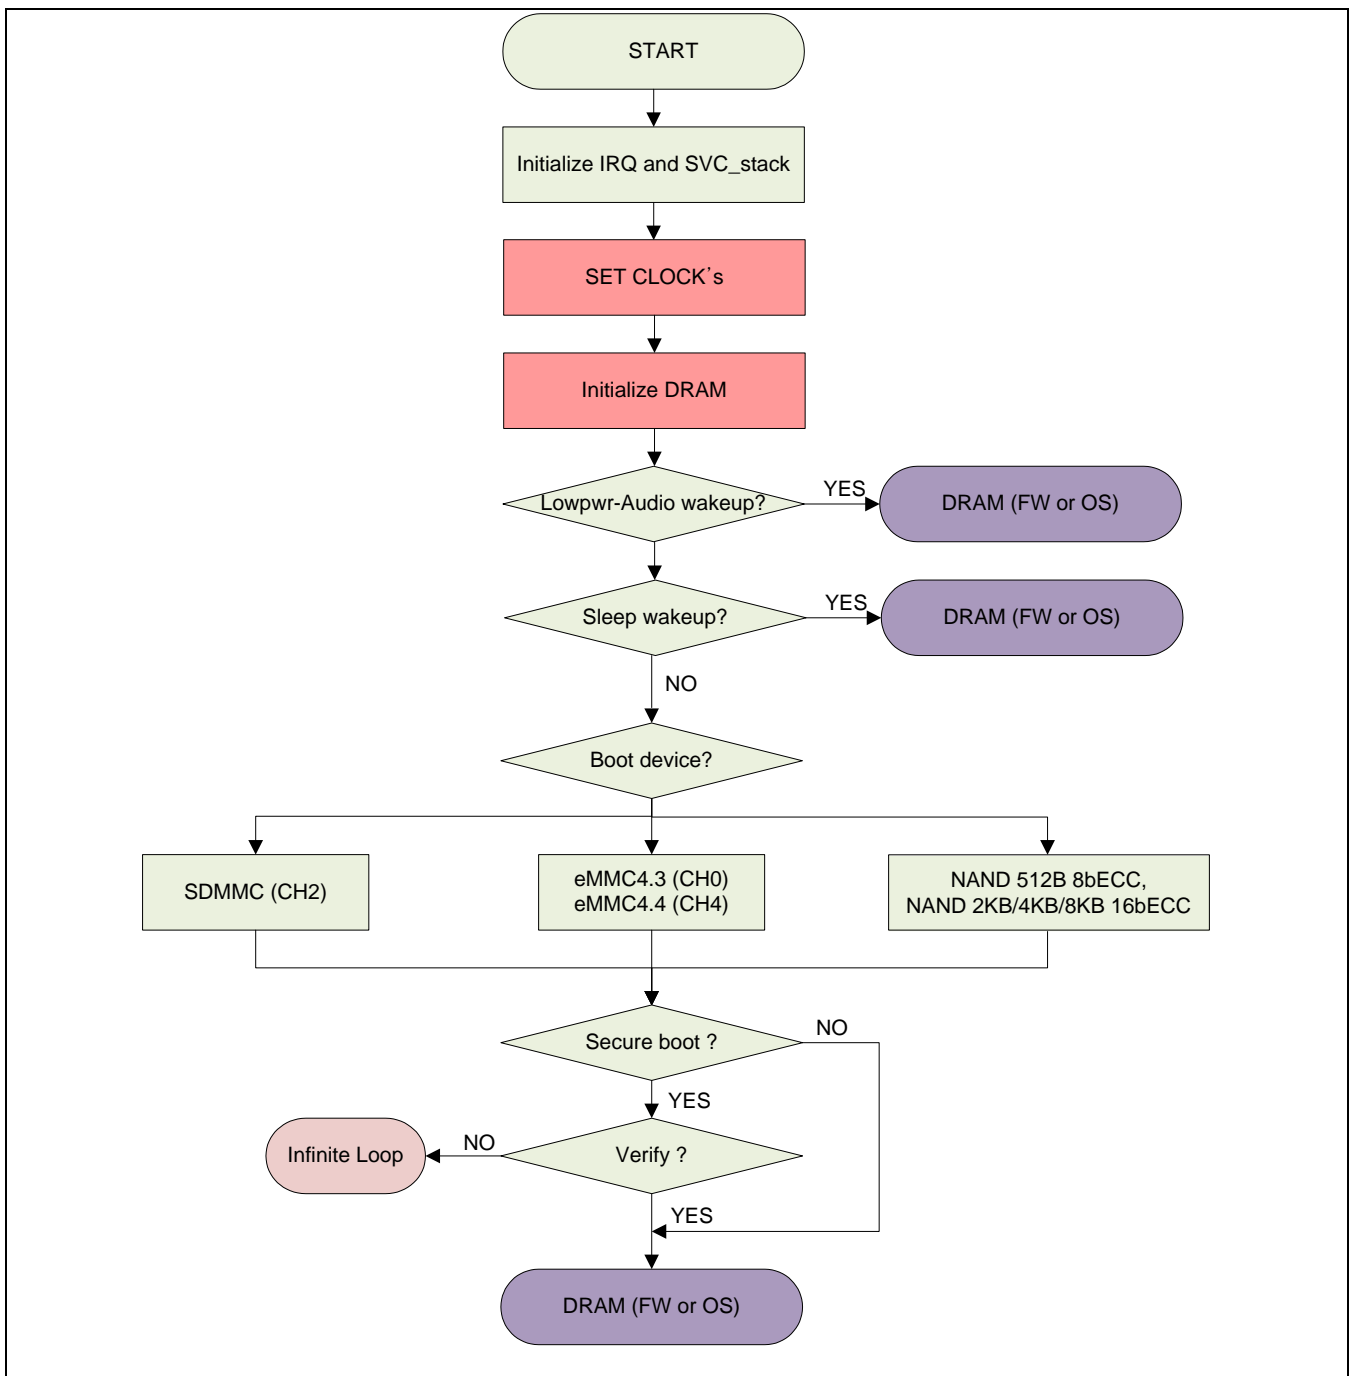 START
Initialize IRQ and SVC_stack
SET CLOCK's
Initialize DRAM
Lowpwr-Audio wakeup?
YES
DRAM (FW or OS)
Sleep wakeup?
YES
DRAM (FW or OS)
NO
Boot device?
SDMMC (CH2)
eMMC4.3 (CH0)
eMMC4.4 (CH4)
NAND 512B 8bECC,
NAND 2KB/4KB/8KB 16bECC
Secure boot ?
NO
YES
Infinite Loop
NO
Verify ?
YES
DRAM (FW or OS)